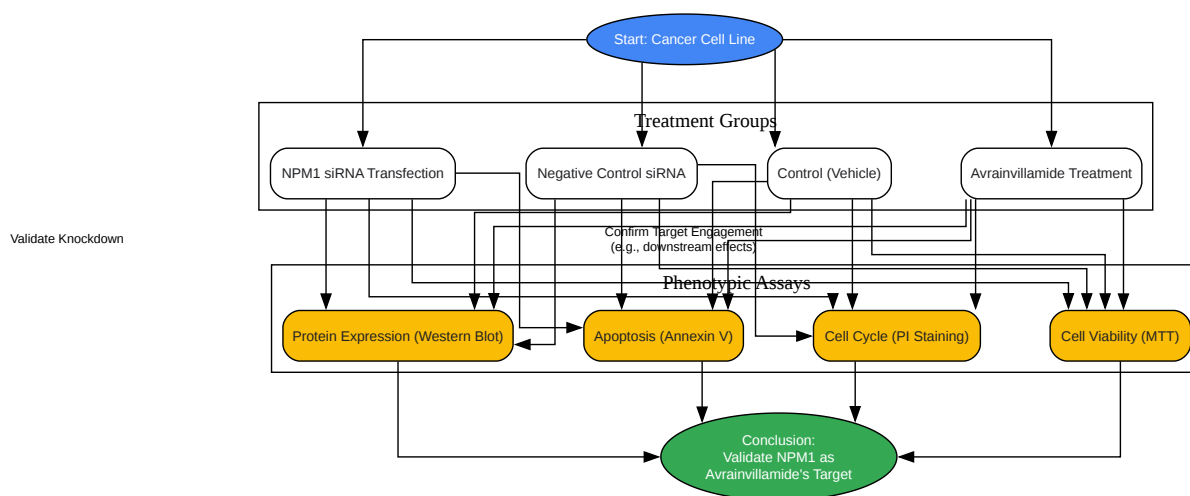 Start: Cancer Cell Line
Treatment Groups
NPM1 siRNA Transfection
Negative Control siRNA
Control (Vehicle)
Avrainvillamide Treatment
Validate Knockdown
Confirm Target Engagement
(e.g., downstream effects)
Phenotypic Assays
Protein Expression (Western Blot)
Apoptosis (Annexin V)
Cell Cycle (PI Staining)
Cell Viability (MTT)
Conclusion:
Validate NPM1 as
Avrainvillamide's Target